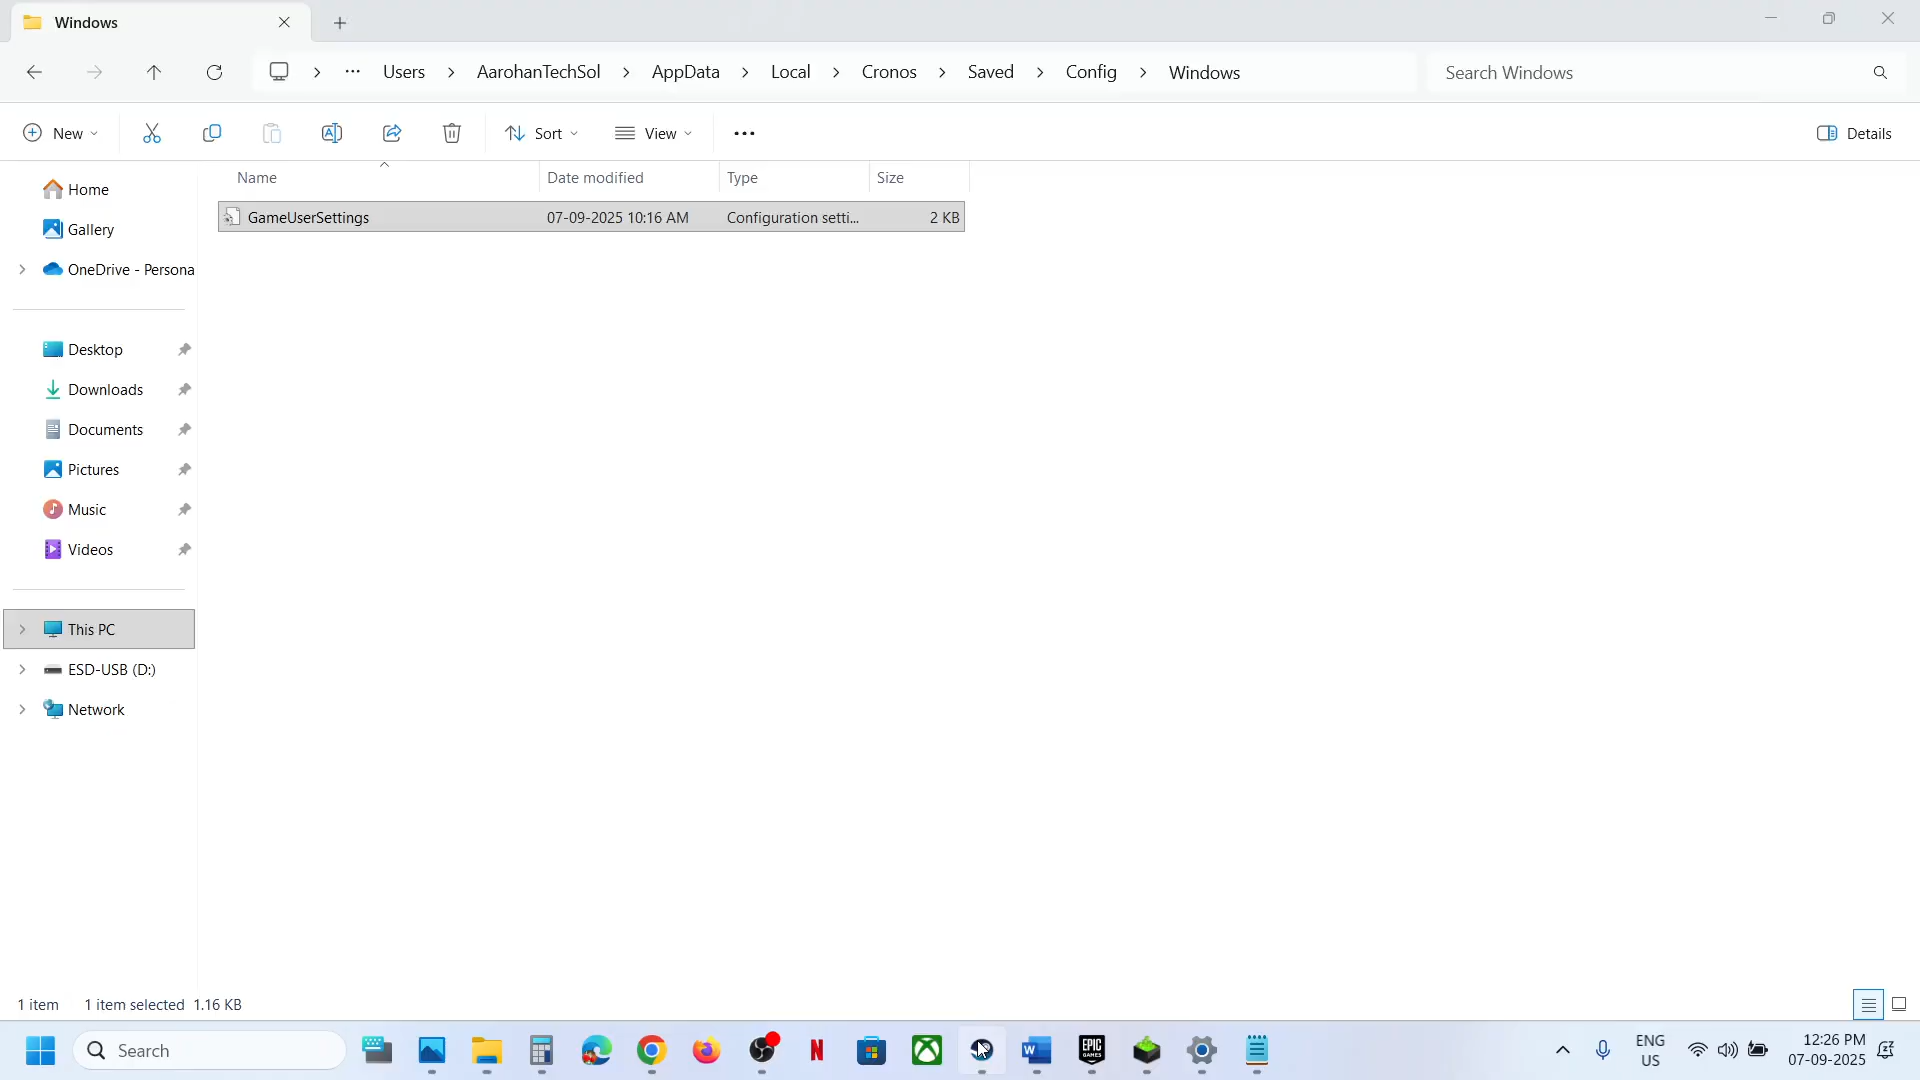 Windows
Users
AarohanTechSol
AppData
Local
Cronos
Saved
Config
Windows
Search Windows
New
Sort
View
Details
Name
Date modified
Type
Size
GameUserSettings
07-09-2025 10:16 AM
Configuration setti...
2 KB
Home
Gallery
OneDrive - Persona
Desktop
Downloads
Documents
Pictures
Music
Videos
This PC
ESD-USB (D:)
Network
1 item
1 item selected 1.16 KB
Search
N
W
EPIC
GAMES
ENG
US
12:26 PM
07-09-2025